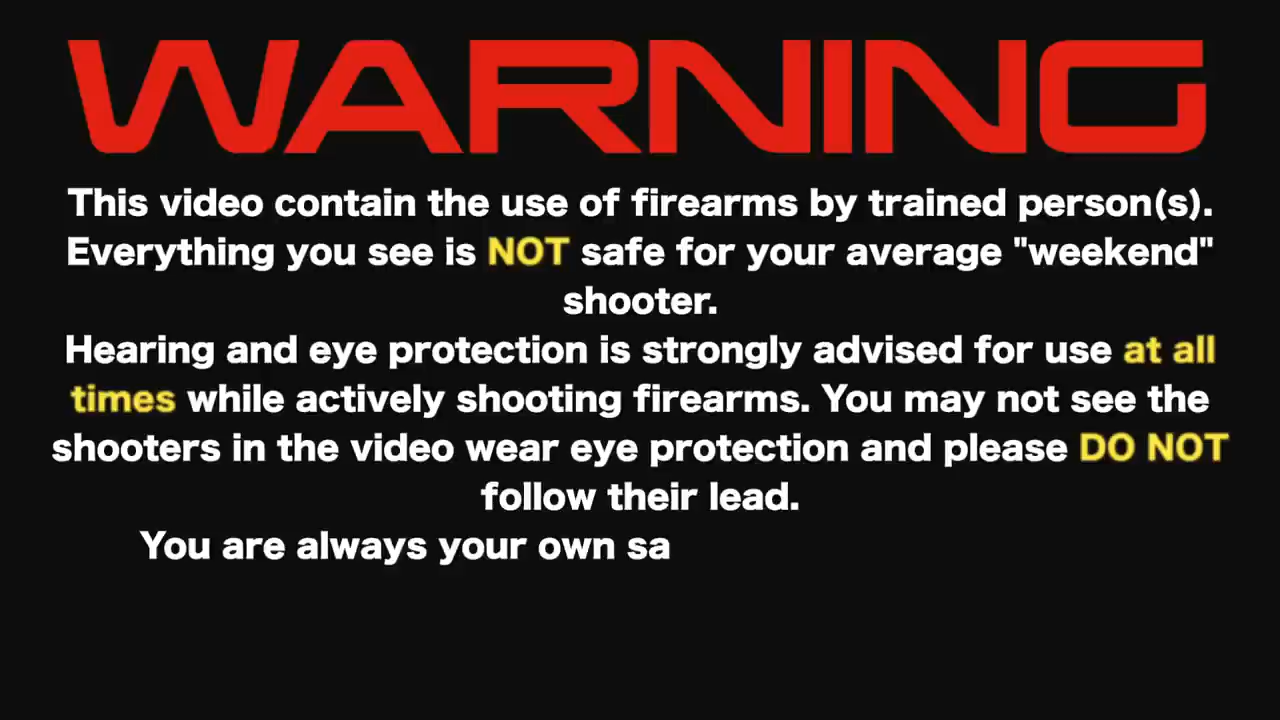 WARNING
This video contain the use of firearms by trained person(s).
Everything you see is NOT safe for your average "weekend"
shooter.
Hearing and eye protection is strongly advised for use at all
times while actively shooting firearms. You may not see the
shooters in the video wear eye protection and please DO NOT
follow their lead.
You are always your own sa